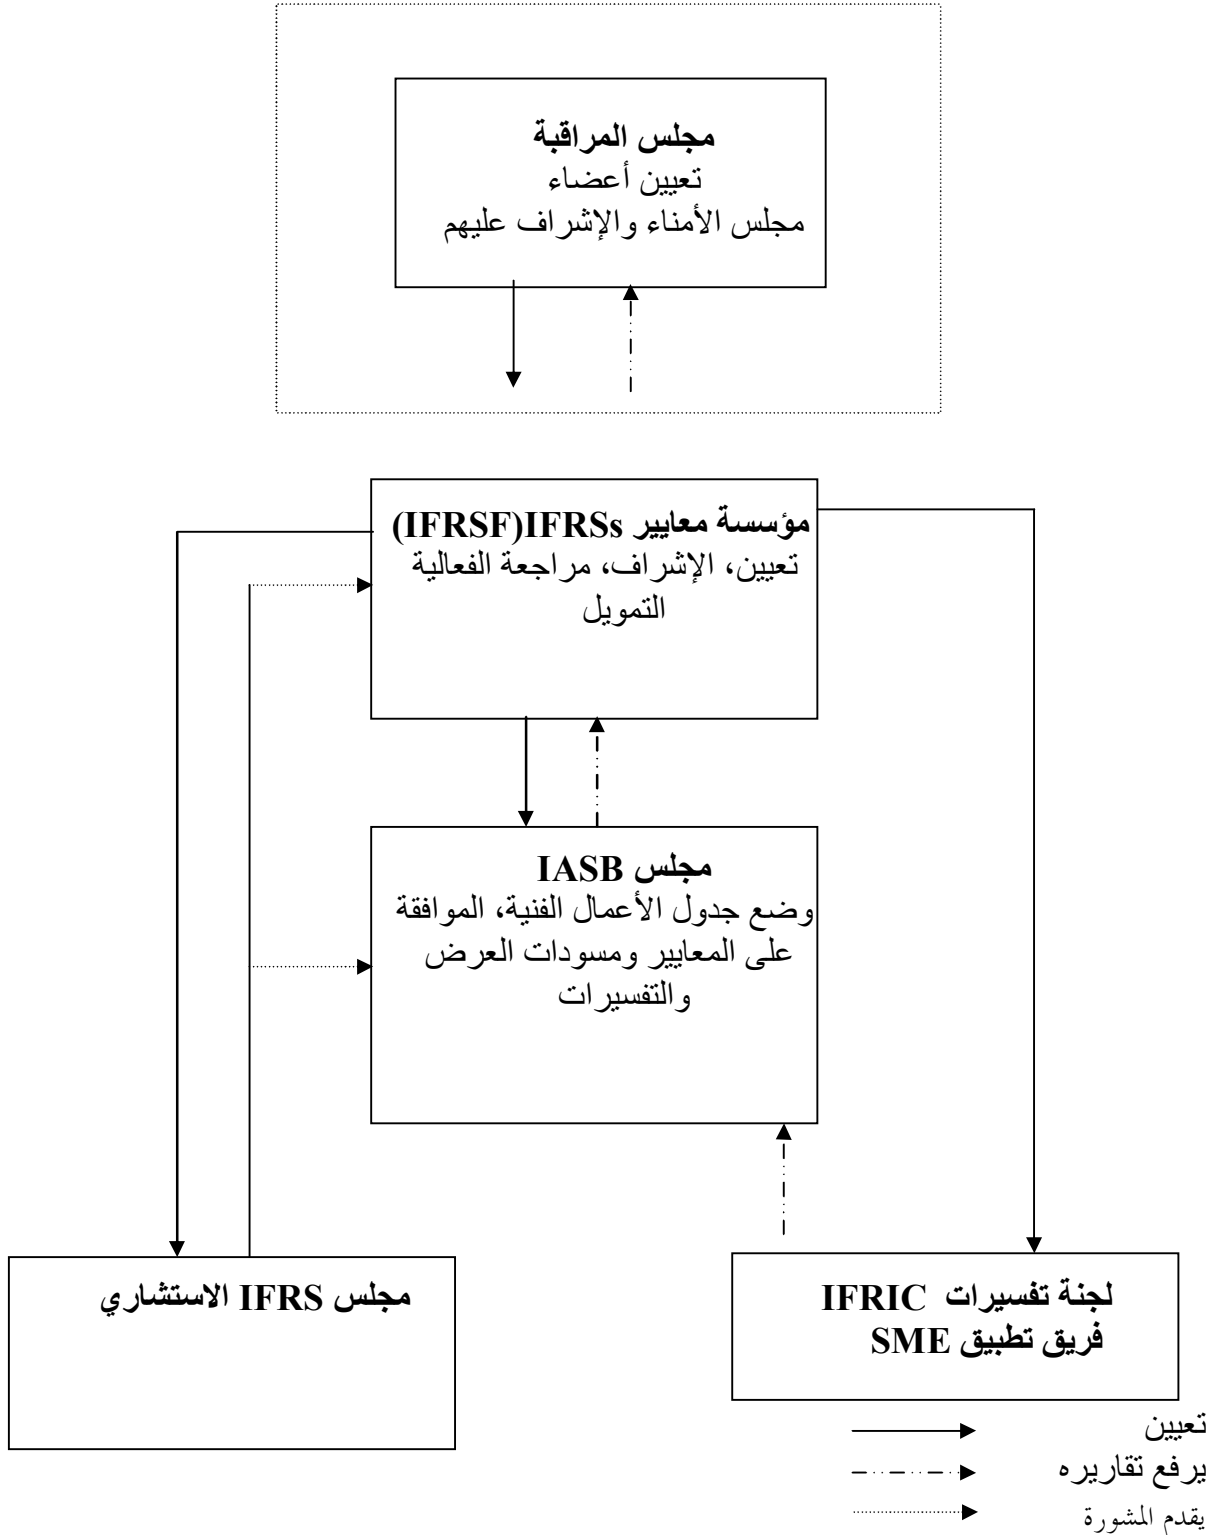 مجلس المراقبة
تعيين أعضاء
مجلس الأمناء والإشراف عليهم
مؤسسة معايير IFRSs(IFRSF)
تعيين، الإشراف، مراجعة الفعالية
التمويل
مجلس IASB
وضع جدول الأعمال الفنية، الموافقة
على المعايير ومسودات العرض
والتفسيرات
مجلس IFRS الاستشاري
لجنة تفسيرات IFRIC
فريق تطبيق SME
تعيين
يرفع تقاريره
يقدم المشورة